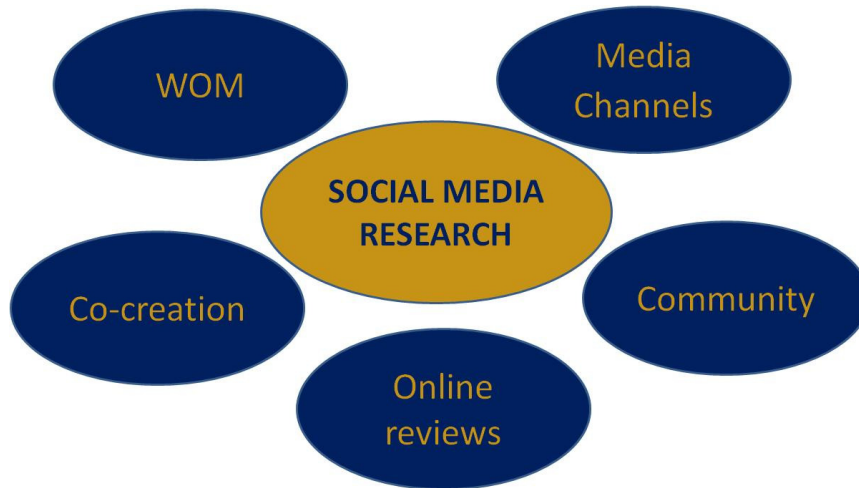 WOM
Media
Channels
SOCIAL MEDIA
RESEARCH
Co-creation
Community
Online
reviews